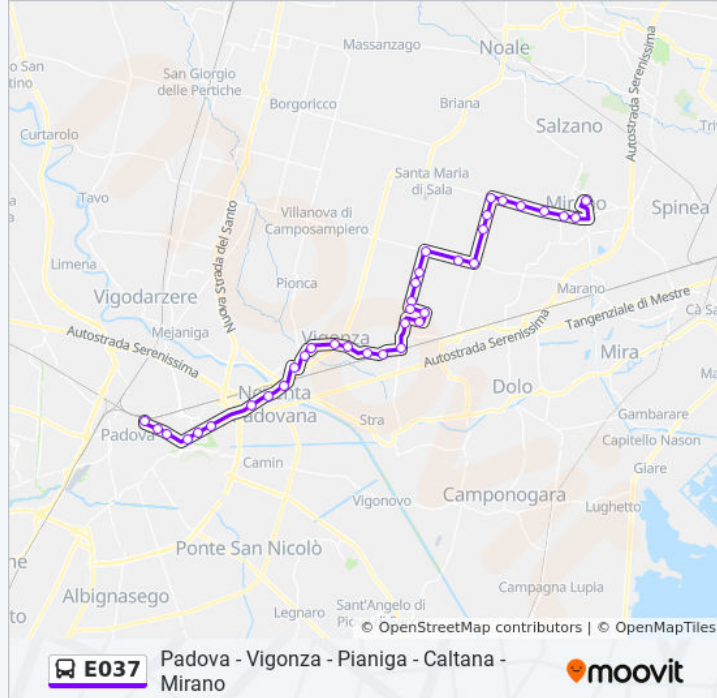 Massanzago
Noale
o San
tino
San Giorgio
delle Pertiche
Borgoricco
Briana
Autostrada Serenissima
Curtarolo
Salzano
Santa Maria
di Sala
Tavo
Nuova Strada del Santo
Villanova di
Camposampiero
Mirano
Spinea
Limena
Pionca
Vigodarzere
Marano
Tangenziale di Mestre
Mejaniga
Autostrada Serenissima
Vigonza
Autostrada Serenissima
Mira
Dolo
Noventa
Padovana
Stra
Gambarare
Padova
Capitello Nason
Camin
Giare
Vigonovo
Camponogara
Lughetto
Ponte San Nicolò
Campagna Lupia
Albignasego
Legnaro
Sant'Angelo di
to
© OpenStreetMap contributors | © OpenMapTiles
E037
Padova - Vigonza - Pianiga - Caltana -
Mirano
moovit